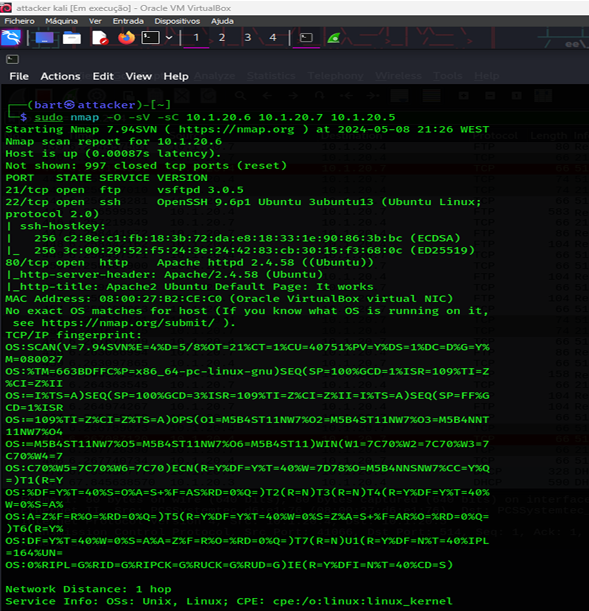 attacker kali [Em execução] - Oracle VM VirtualBox
Ficheiro Máquina Ver Entrada Dispositivos Ajuda
1 2 3 4
File Actions Edit View Help
(bart㉿attacker)-[~]
$ sudo nmap -O -sV -sC 10.1.20.6 10.1.20.7 10.1.20.5
Starting Nmap 7.94SVN ( https://nmap.org ) at 2024-05-08 21:26 WEST
Nmap scan report for 10.1.20.6
Host is up (0.00087s latency).
Not shown: 997 closed tcp ports (reset)
PORT STATE SERVICE VERSION
21/tcp open ftp vsftpd 3.0.5
22/tcp open ssh OpenSSH 9.6p1 Ubuntu 3ubuntu13 (Ubuntu Linux;
protocol 2.0)
| ssh-hostkey:
| 256 c2:8e:c1:fb:18:3b:72:da:e8:18:33:1e:90:86:3b:bc (ECDSA)
|_ 256 3c:00:29:52:f5:24:3e:24:42:83:cb:30:15:f3:68:0c (ED25519)
80/tcp open http Apache httpd 2.4.58 ((Ubuntu))
|_http-server-header: Apache/2.4.58 (Ubuntu)
|_http-title: Apache2 Ubuntu Default Page: It works
MAC Address: 08:00:27:B2:CE:C0 (Oracle VirtualBox virtual NIC)
No exact OS matches for host (If you know what OS is running on it,
see https://nmap.org/submit/ ).
TCP/IP fingerprint:
OS:SCAN(V=7.94SVN%E=4%D=5/8%OT=21%CT=1%CU=40751%PV=Y%DS=1%DC=D%G=Y%
M=080027
OS:%TM=663BDFFC%P=x86_64-pc-linux-gnu)SEQ(SP=100%GCD=1%ISR=109%TI=Z
%CI=Z%II
OS:=I%TS=A)SEQ(SP=100%GCD=3%ISR=109%TI=Z%CI=Z%II=I%TS=A)SEQ(SP=FF%G
CD=1%ISR
OS:=109%TI=Z%CI=Z%TS=A)OPS(O1=M5B4ST11NW7%O2=M5B4ST11NW7%O3=M5B4NNT
11NW7%O4
OS:=M5B4ST11NW7%O5=M5B4ST11NW7%O6=M5B4ST11)WIN(W1=7C70%W2=7C70%W3=7
C70%W4=7
OS:C70%W5=7C70%W6=7C70)ECN(R=Y%DF=Y%T=40%W=7D78%O=M5B4NNSNW7%CC=Y%Q
=)T1(R=Y
OS:%DF=Y%T=40%S=O%A=S+%F=AS%RD=0%Q=)T2(R=N)T3(R=N)T4(R=Y%DF=Y%T=40%
W=0%S=A%
OS:A=Z%F=R%O=%RD=0%Q=)T5(R=Y%DF=Y%T=40%W=0%S=Z%A=S+%F=AR%O=%RD=0%Q=
)T6(R=Y%
OS:DF=Y%T=40%W=0%S=A%A=Z%F=R%O=%RD=0%Q=)T7(R=N)U1(R=Y%DF=N%T=40%IPL
=164%UN=
OS:0%RIPL=G%RID=G%RIPCK=G%RUCK=G%RUD=G)IE(R=Y%DFI=N%T=40%CD=S)
Network Distance: 1 hop
Service Info: OSs: Unix, Linux; CPE: cpe:/o:linux:linux_kernel